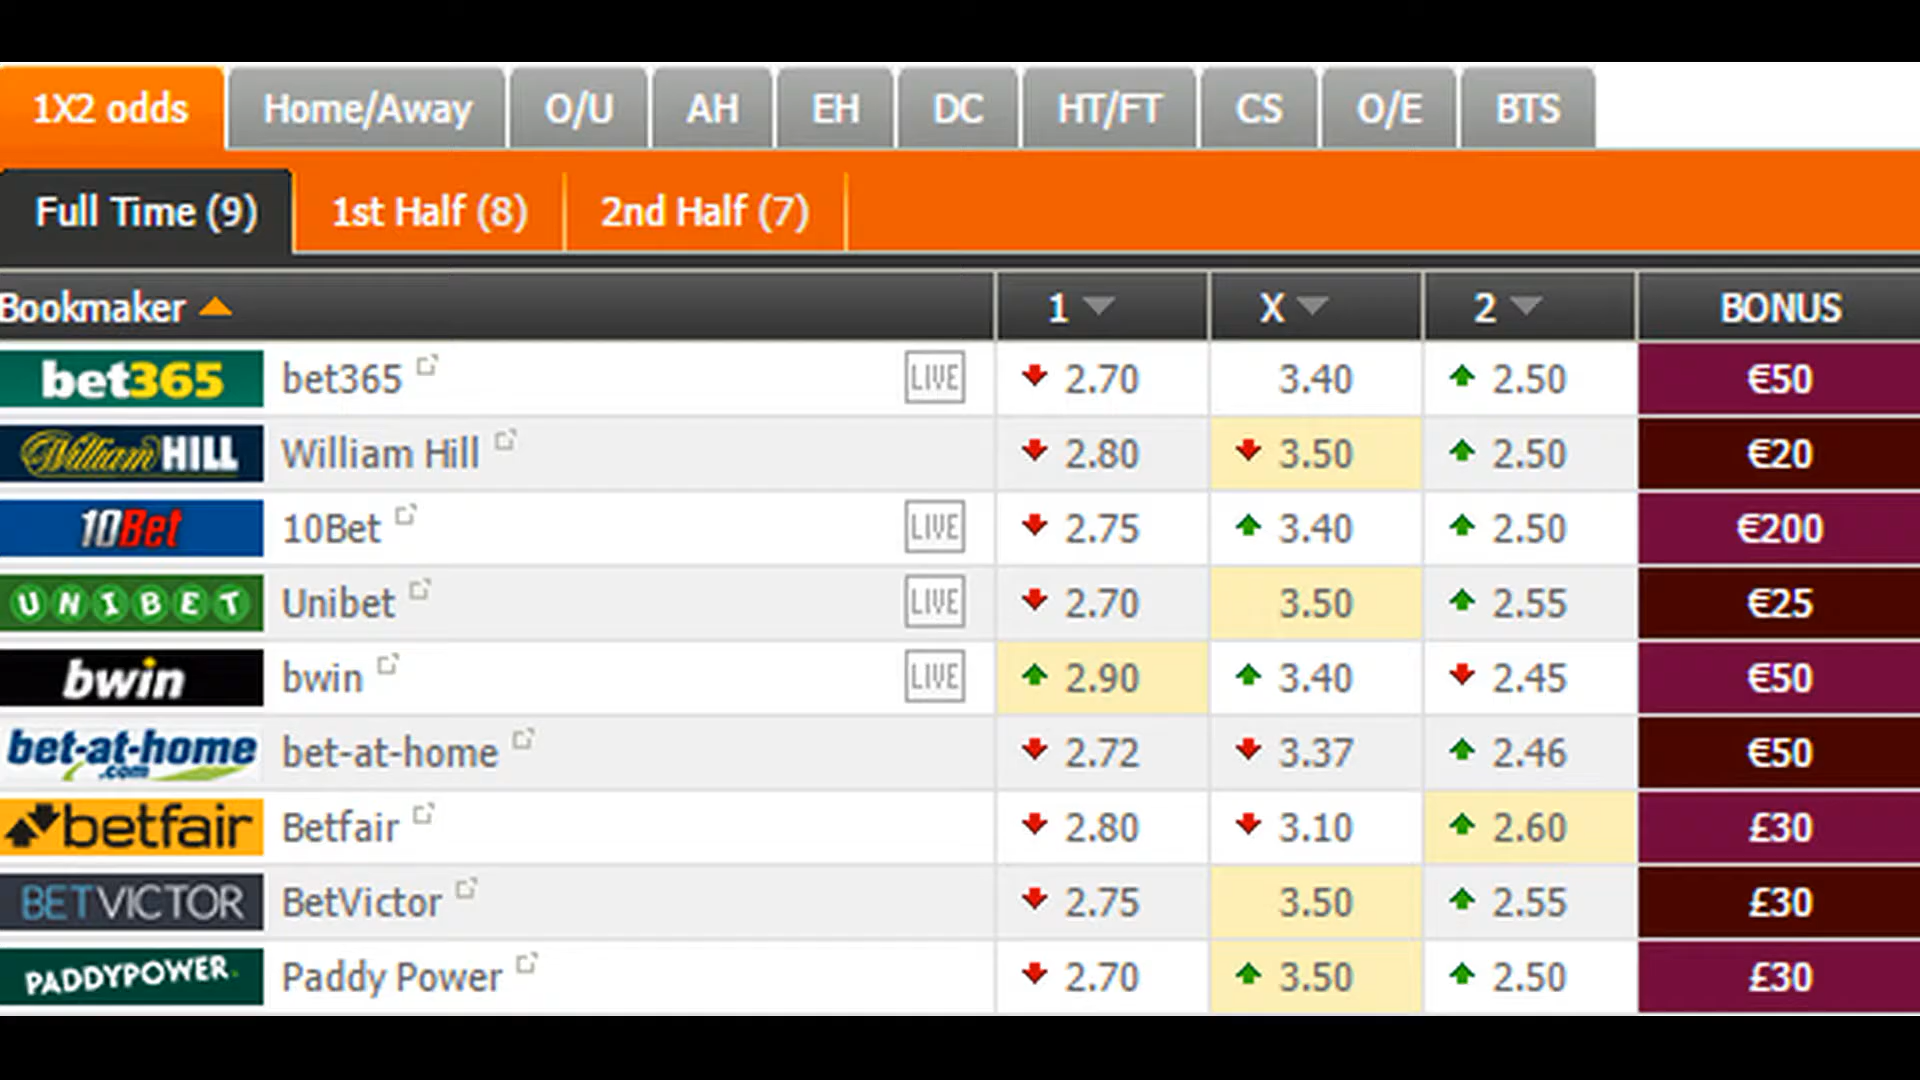 1X2 odds Home/Away O/U AH EH DC HT/FT CS O/E BTS
Full Time (9) 1st Half (8) 2nd Half (7)
Bookmaker 1 X 2 BONUS
bet365 bet365 LIVE 2.70 3.40 2.50 €50
William HILL William Hill 2.80 3.50 2.50 €20
10Bet 10Bet LIVE 2.75 3.40 2.50 €200
UNIBET Unibet LIVE 2.70 3.50 2.55 €25
bwin bwin LIVE 2.90 3.40 2.45 €50
bet-at-home .com bet-at-home 2.72 3.37 2.46 €50
betfair Betfair 2.80 3.10 2.60 £30
BETVICTOR BetVictor 2.75 3.50 2.55 £30
PADDYPOWER. Paddy Power 2.70 3.50 2.50 £30